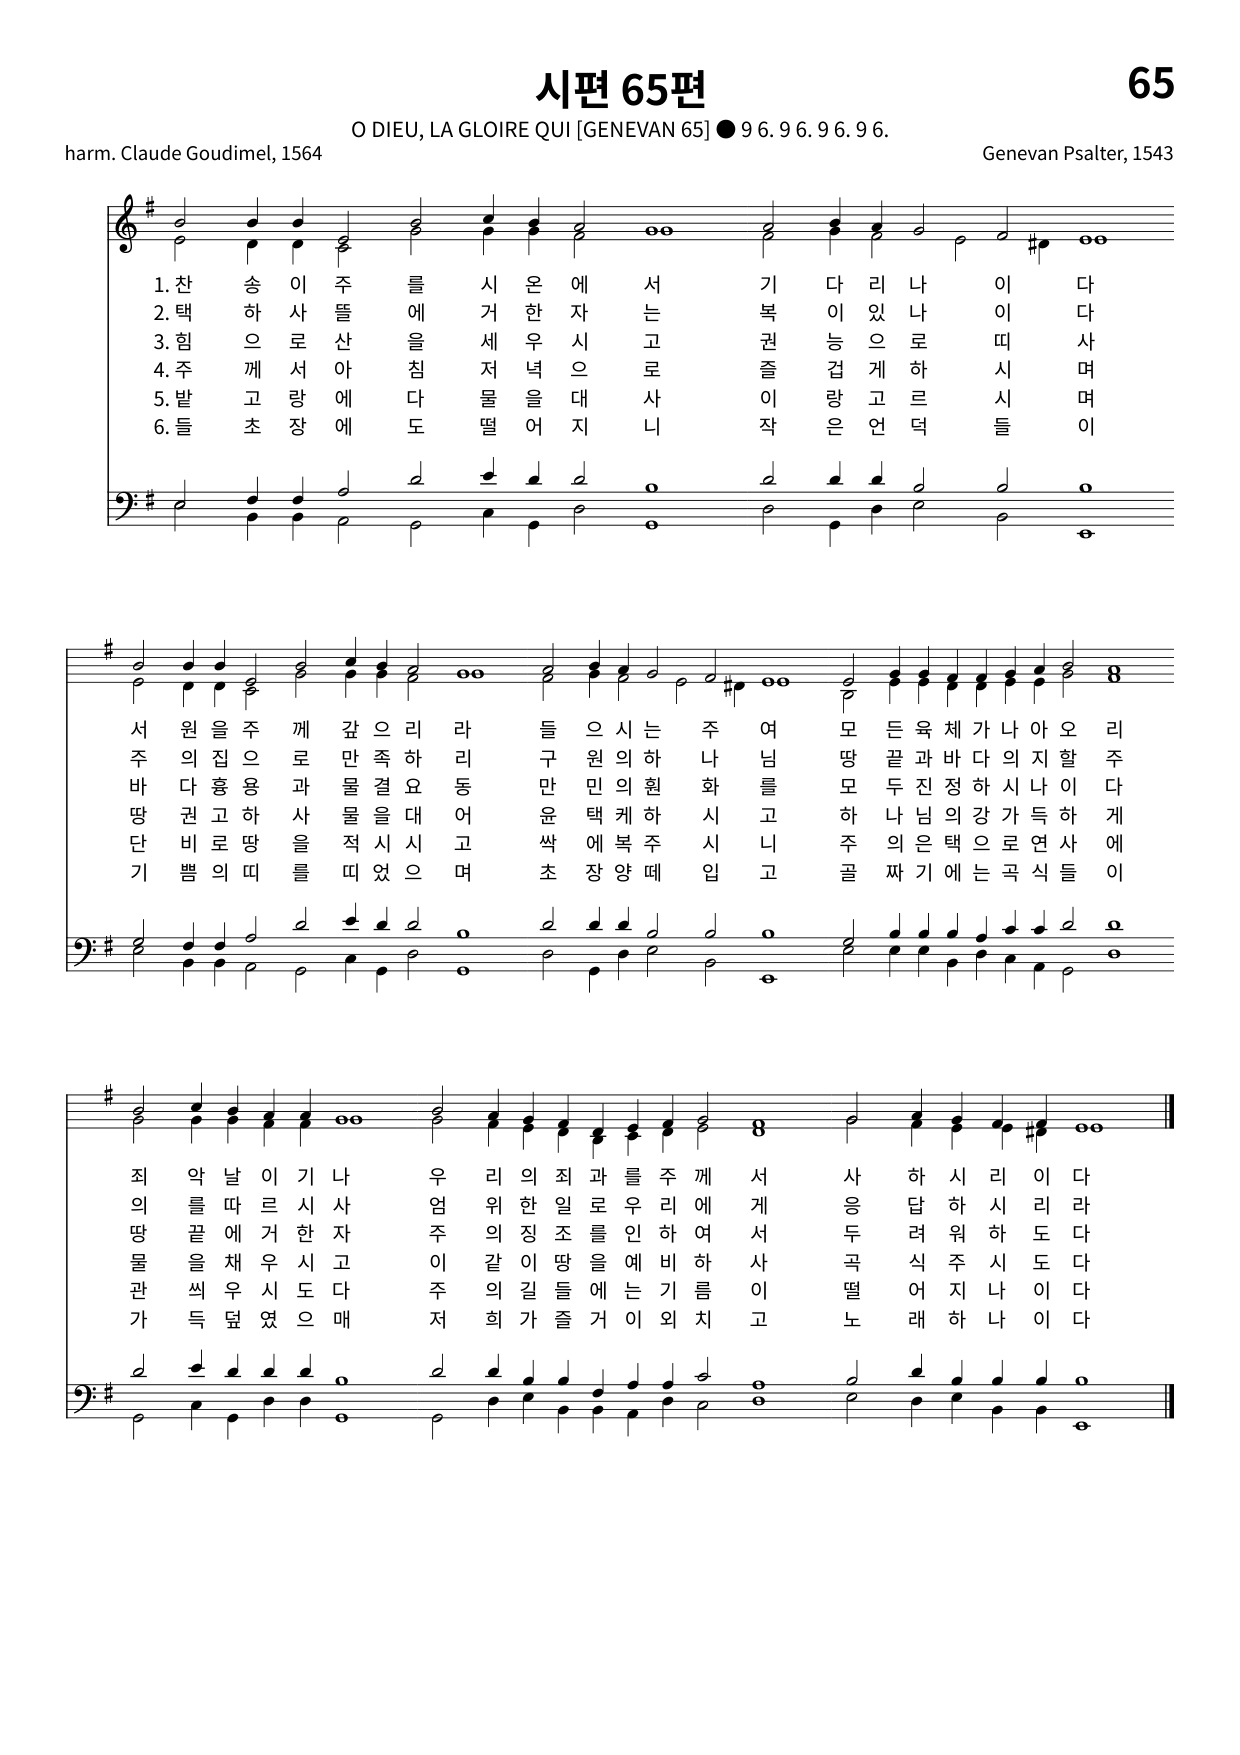 시편 65편
65
O DIEU, LA GLOIRE QUI [GENEVAN 65] ● 9 6. 9 6. 9 6. 9 6.
harm. Claude Goudimel, 1564
Genevan Psalter, 1543
1. 찬 송 이 주 를 시 온 에 서 기 다 리 나 이 다
2. 택 하 사 뜰 에 거 한 자 는 복 이 있 나 이 다
3. 힘 으 로 산 을 세 우 시 고 권 능 으 로 띠 사
4. 주 께 서 아 침 저 녁 으 로 즐 겁 게 하 시 며
5. 밭 고 랑 에 다 물 을 대 사 이 랑 고 르 시 며
6. 들 초 장 에 도 떨 어 지 니 작 은 언 덕 들 이
서 원 을 주 께 갚 으 리 라 들 으 시 는 주 여 모 든 육 체 가 나 아 오 리
주 의 집 으 로 만 족 하 리 구 원 의 하 나 님 땅 끝 과 바 다 의 지 할 주
바 다 흉 용 과 물 결 요 동 만 민 의 훤 화 를 모 두 진 정 하 시 나 이 다
땅 권 고 하 사 물 을 대 어 윤 택 케 하 시 고 하 나 님 의 강 가 득 하 게
단 비 로 땅 을 적 시 시 고 싹 에 복 주 시 니 주 의 은 택 으 로 연 사 에
기 쁨 의 띠 를 띠 었 으 며 초 장 양 떼 입 고 골 짜 기 에 는 곡 식 들 이
죄 악 날 이 기 나 우 리 의 죄 과 를 주 께 서 사 하 시 리 이 다
의 를 따 르 시 사 엄 위 한 일 로 우 리 에 게 응 답 하 시 리 라
땅 끝 에 거 한 자 주 의 징 조 를 인 하 여 서 두 려 워 하 도 다
물 을 채 우 시 고 이 같 이 땅 을 예 비 하 사 곡 식 주 시 도 다
관 씌 우 시 도 다 주 의 길 들 에 는 기 름 이 떨 어 지 나 이 다
가 득 덮 였 으 매 저 희 가 즐 거 이 외 치 고 노 래 하 나 이 다